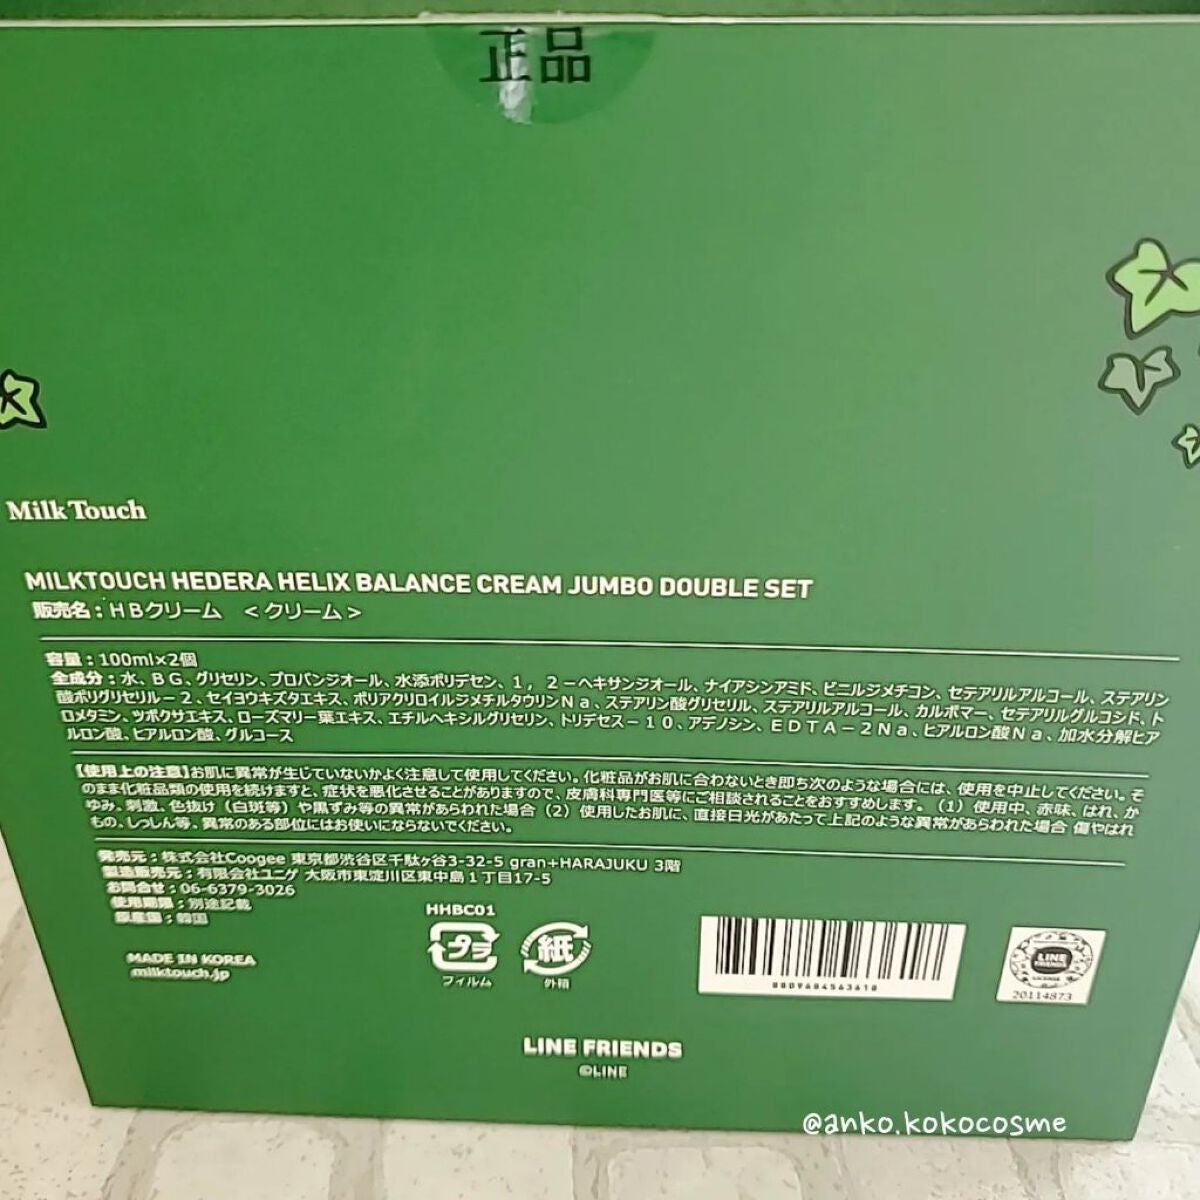 正品
Milk Touch
MILKTOUCH HEDERA HELIX BALANCE CREAM JUMBO DOUBLE SET
販売名：HBクリーム　＜クリーム＞
容量：100ml×2個
全成分：水、BG、グリセリン、プロパンジオール、水添ポリデセン、1，2－ヘキサンジオール、ナイアシンアミド、ビニルジメチコン、セテアリルアルコール、ステアリン
酸ポリグリセリル－2、セイヨウキズタエキス、ポリアクリロイルジメチルタウリンNa、ステアリン酸グリセリル、ステアリルアルコール、カルボマー、セテアリルグルコシド、ト
ロメタミン、ツボクサエキス、ローズマリー葉エキス、エチルヘキシルグリセリン、トリデセス－10、アデノシン、EDTA－2Na、ヒアルロン酸Na、加水分解ヒア
ルロン酸、ヒアルロン酸、グルコース
【使用上の注意】お肌に異常が生じていないかよく注意して使用してください。化粧品がお肌に合わないとき即ち次のような場合には、使用を中止してください。そ
のまま化粧品類の使用を続けますと、症状を悪化させることがありますので、皮膚科専門医等にご相談されることをおすすめします。（1）使用中、赤味、はれ、か
ゆみ、刺激、色抜け（白斑等）や黒ずみ等の異常があらわれた場合（2）使用したお肌に、直接日光があたって上記のような異常があらわれた場合 傷やはれ
もの、しっしん等、異常のある部位にはお使いにならないでください。
発売元：株式会社Coogee 東京都渋谷区千駄ヶ谷3-32-5 gran+HARAJUKU 3階
製造販売元：有限会社ユニゲ 大阪市東淀川区東中島1丁目17-5
お問合せ：06-6379-3026
使用期限：別途記載
原産国：韓国
MADE IN KOREA
milktouch.jp
HHBC01
プラ
フィルム
紙
外箱
8809684563618
LINE
FRIENDS
20114873
LINE FRIENDS
©LINE
@anko.kokocosme